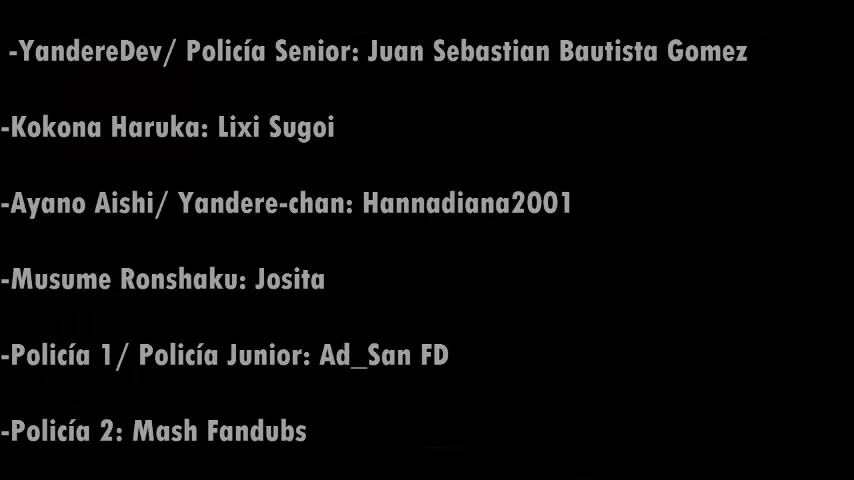 -YandereDev/ Policía Senior: Juan Sebastian Bautista Gomez
-Kokona Haruka: Lixi Sugoi
-Ayano Aishi/ Yandere-chan: Hannadiana2001
-Musume Ronshaku: Josita
-Policía 1/ Policía Junior: Ad_San FD
-Policía 2: Mash Fandubs